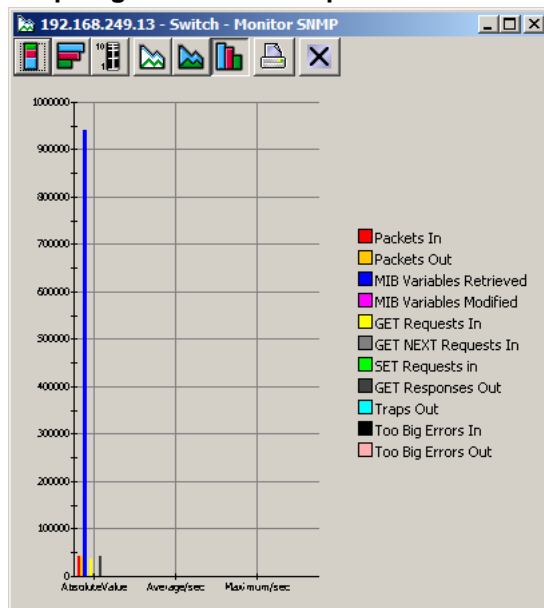 192.168.249.13 - Switch - Monitor SNMP
10
1
1000000
900000
800000
700000
600000
500000
400000
300000
200000
100000
0
AbsoluteValue Average/sec Maximum/sec
Packets In
Packets Out
MIB Variables Retrieved
MIB Variables Modified
GET Requests In
GET NEXT Requests In
SET Requests in
GET Responses Out
Traps Out
Too Big Errors In
Too Big Errors Out